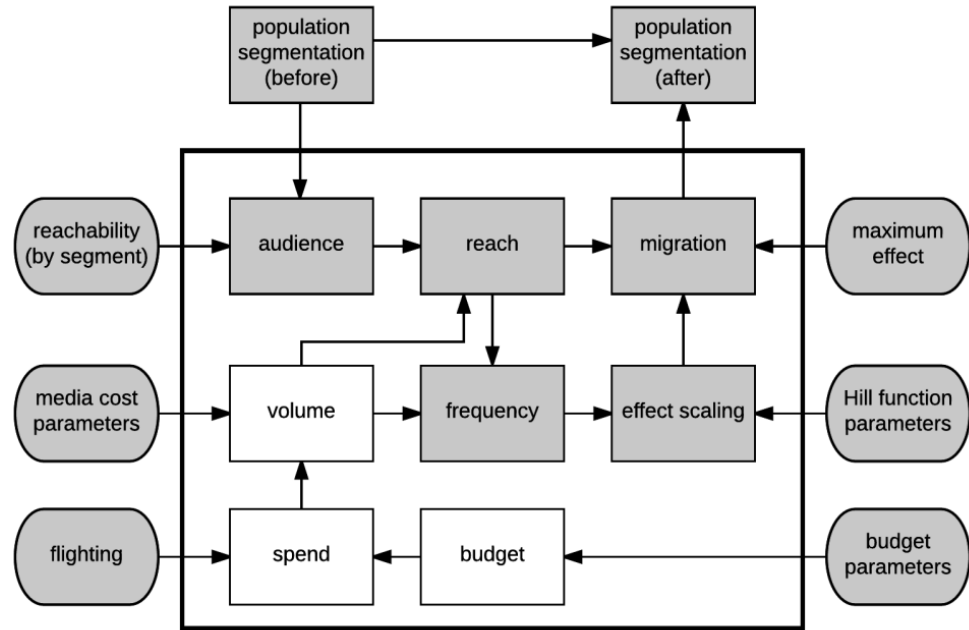 population
segmentation
(before)
population
segmentation
(after)
reachability
(by segment)
audience
reach
migration
maximum
effect
media cost
parameters
volume
frequency
effect scaling
Hill function
parameters
flighting
spend
budget
budget
parameters